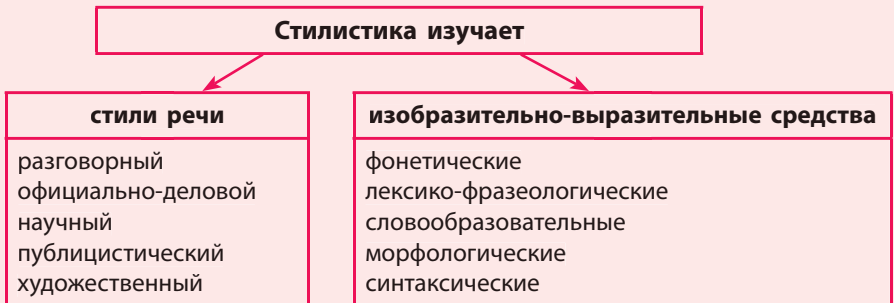 Стилистика изучает
стили речи
разговорный
официально-деловой
научный
публицистический
художественный
изобразительно-выразительные средства
фонетические
лексико-фразеологические
словообразовательные
морфологические
синтаксические